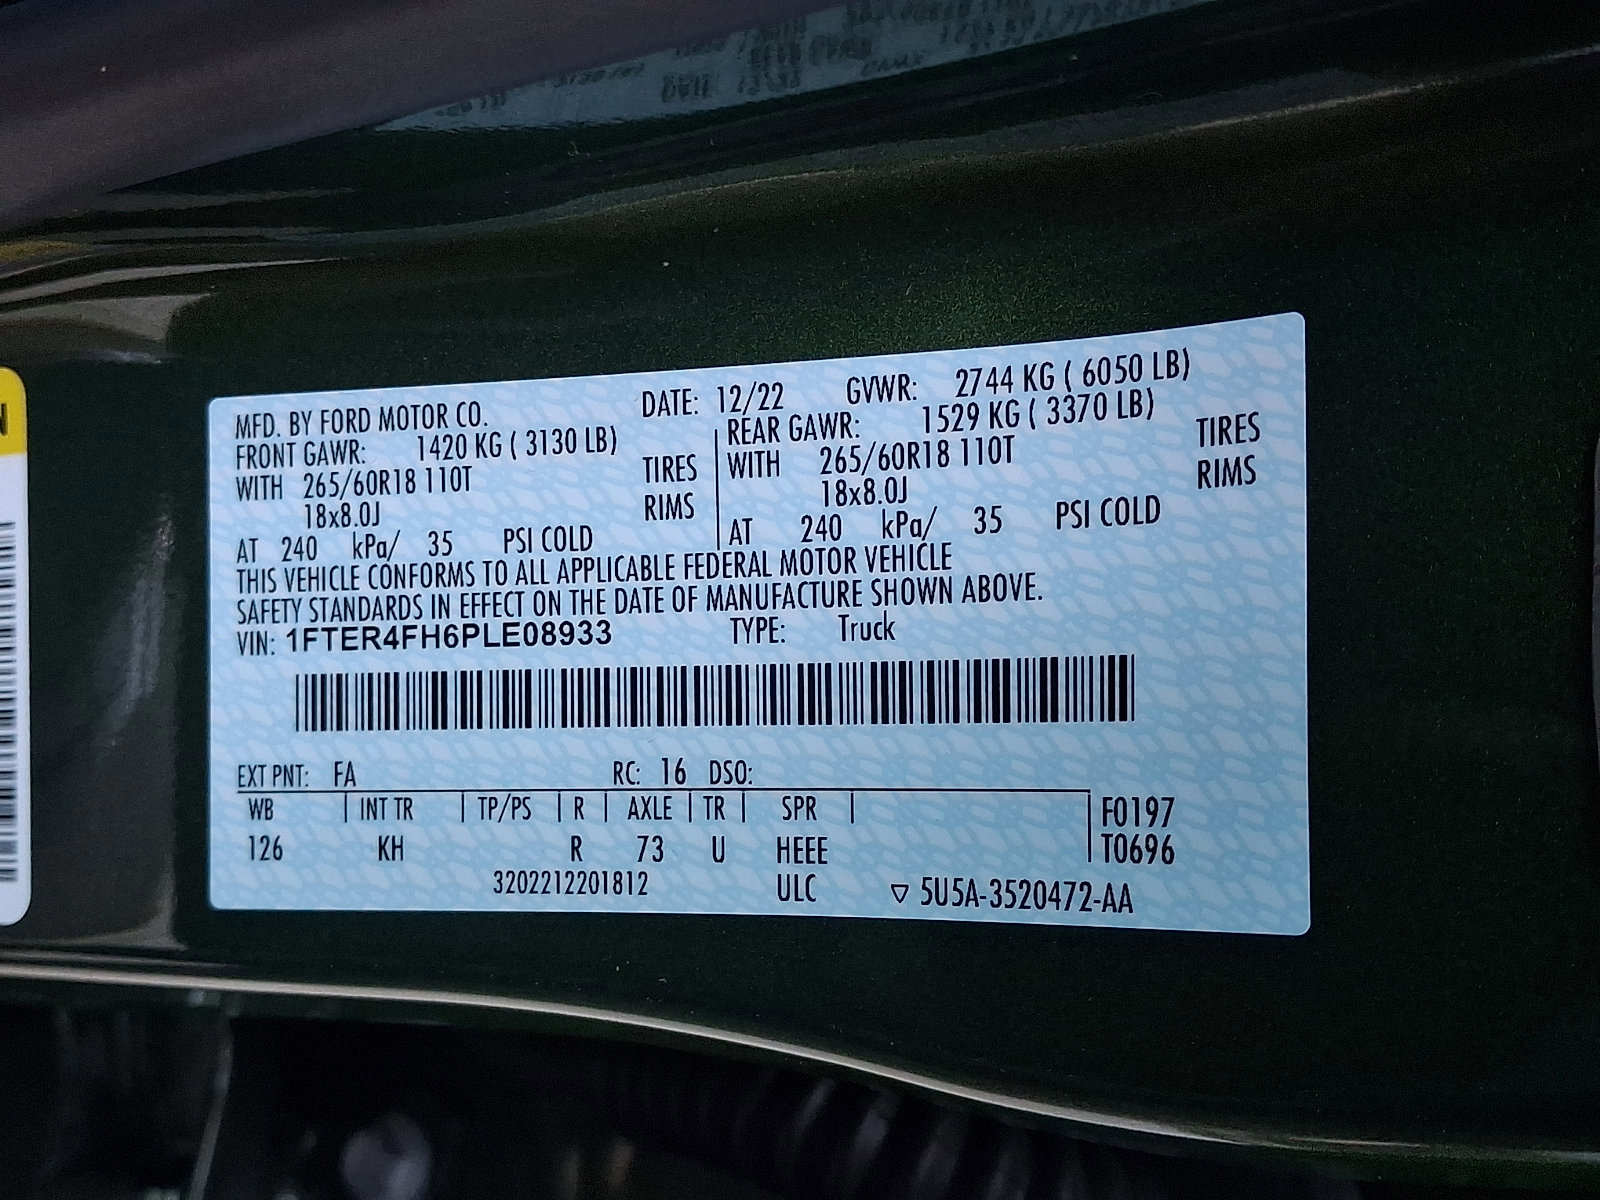 MFD. BY FORD MOTOR CO. DATE: 12/22 GVWR: 2744 KG ( 6050 LB)
FRONT GAWR: 1420 KG ( 3130 LB) REAR GAWR: 1529 KG ( 3370 LB)
WITH 265/60R18 110T TIRES WITH 265/60R18 110T TIRES
18x8.0J RIMS 18x8.0J RIMS
AT 240 kPa/ 35 PSI COLD AT 240 kPa/ 35 PSI COLD
THIS VEHICLE CONFORMS TO ALL APPLICABLE FEDERAL MOTOR VEHICLE
SAFETY STANDARDS IN EFFECT ON THE DATE OF MANUFACTURE SHOWN ABOVE.
VIN: 1FTER4FH6PLE08933 TYPE: Truck
EXT PNT: FA RC: 16 DSO:
WB INT TR TP/PS R AXLE TR SPR F0197
126 KH R 73 U HEEE T0696
3202212201812 ULC ▽ 5U5A-3520472-AA